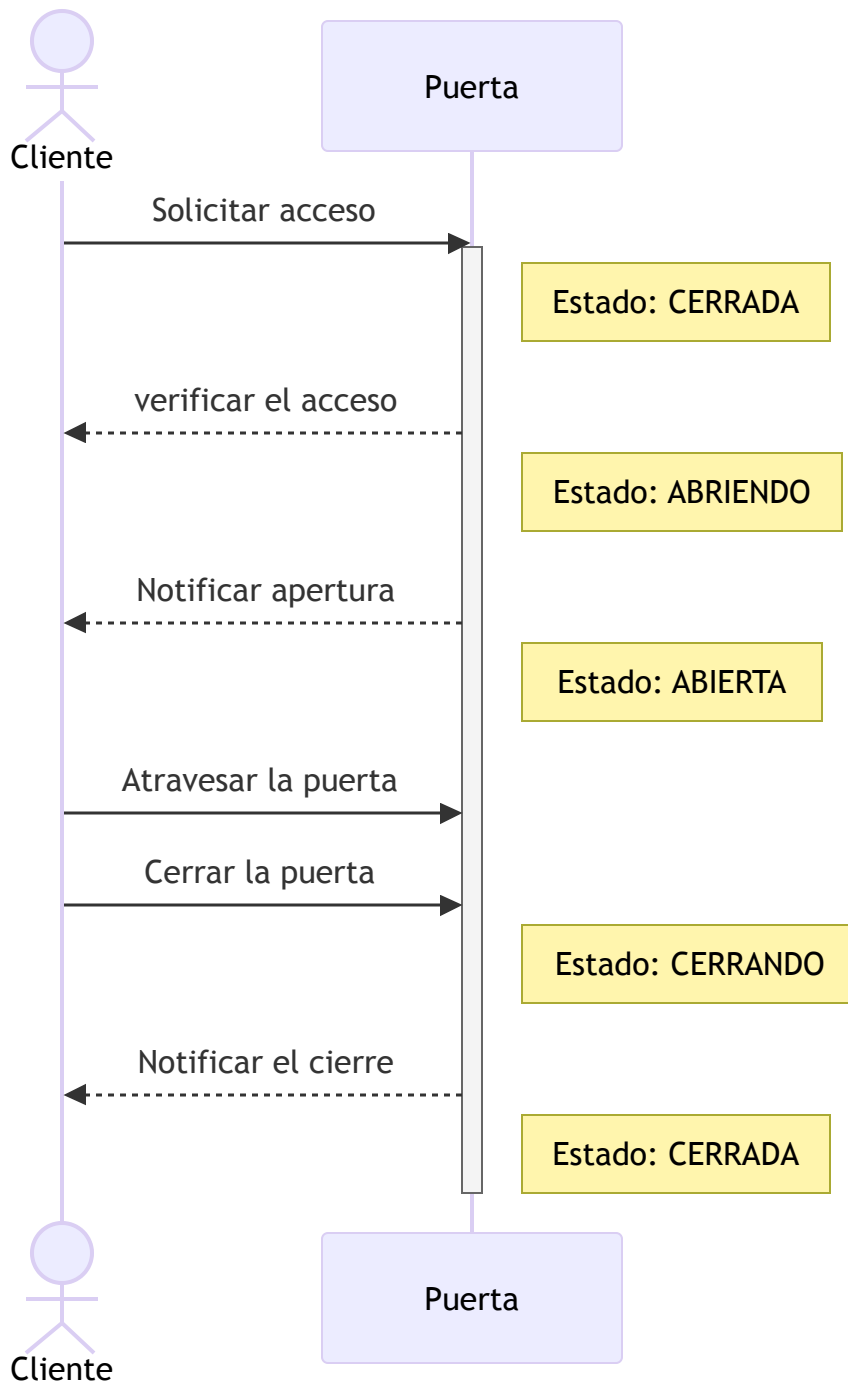 Cliente
Puerta
Solicitar acceso
Estado: CERRADA
verificar el acceso
Estado: ABRIENDO
Notificar apertura
Estado: ABIERTA
Atravesar la puerta
Cerrar la puerta
Estado: CERRANDO
Notificar el cierre
Estado: CERRADA
Puerta
Cliente